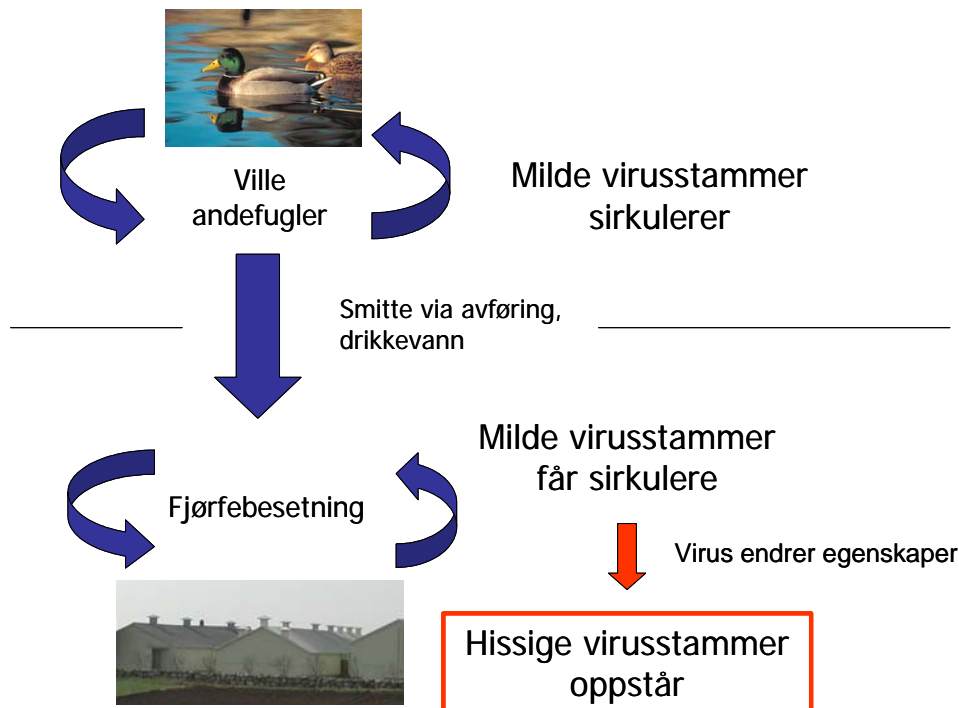 Ville
andefugler
Milde virusstammer
sirkulerer
Smitte via avføring,
drikkevann
Milde virusstammer
får sirkulere
Fjørfebesetning
Virus endrer egenskaper
Hissige virusstammer
oppstår